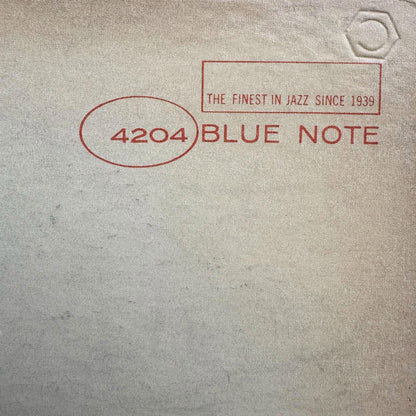 THE FINEST IN JAZZ SINCE 1939
4204 BLUE NOTE